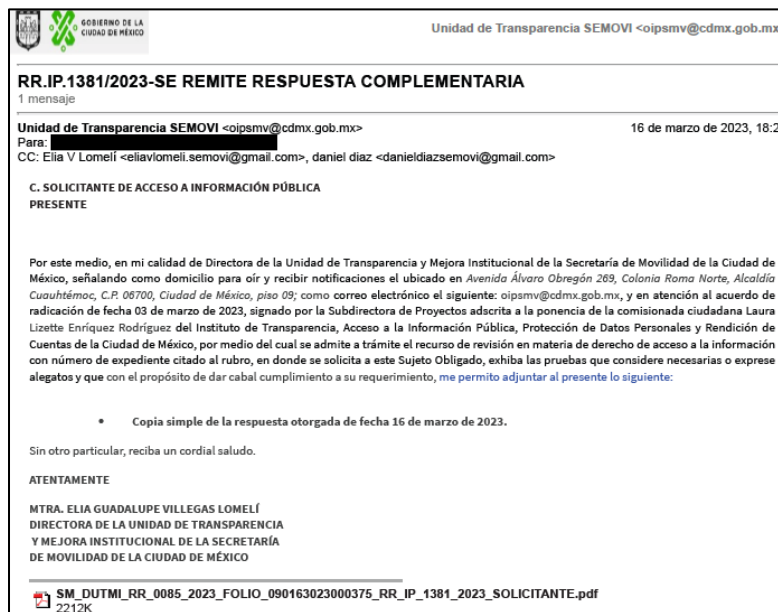 GOBIERNO DE LA
CIUDAD DE MÉXICO
Unidad de Transparencia SEMOVI <oipsmv@cdmx.gob.mx
RR.IP.1381/2023-SE REMITE RESPUESTA COMPLEMENTARIA
1 mensaje
Unidad de Transparencia SEMOVI <oipsmv@cdmx.gob.mx> 16 de marzo de 2023, 18:2
Para:
CC: Elia V Lomelí <eliavlomeli.semovi@gmail.com>, daniel diaz <danieldiazsemovi@gmail.com>
C. SOLICITANTE DE ACCESO A INFORMACIÓN PÚBLICA
PRESENTE
Por este medio, en mi calidad de Directora de la Unidad de Transparencia y Mejora Institucional de la Secretaría de Movilidad de la Ciudad de
México, señalando como domicilio para oír y recibir notificaciones el ubicado en Avenida Álvaro Obregón 269, Colonia Roma Norte, Alcaldía
Cuauhtémoc, C.P. 06700, Ciudad de México, piso 09; como correo electrónico el siguiente: oipsmv@cdmx.gob.mx, y en atención al acuerdo de
radicación de fecha 03 de marzo de 2023, signado por la Subdirectora de Proyectos adscrita a la ponencia de la comisionada ciudadana Laura
Lizette Enríquez Rodríguez del Instituto de Transparencia, Acceso a la Información Pública, Protección de Datos Personales y Rendición de
Cuentas de la Ciudad de México, por medio del cual se admite a trámite el recurso de revisión en materia de derecho de acceso a la información
con número de expediente citado al rubro, en donde se solicita a este Sujeto Obligado, exhiba las pruebas que considere necesarias o exprese
alegatos y que con el propósito de dar cabal cumplimiento a su requerimiento, me permito adjuntar al presente lo siguiente:
• Copia simple de la respuesta otorgada de fecha 16 de marzo de 2023.
Sin otro particular, reciba un cordial saludo.
ATENTAMENTE
MTRA. ELIA GUADALUPE VILLEGAS LOMELÍ
DIRECTORA DE LA UNIDAD DE TRANSPARENCIA
Y MEJORA INSTITUCIONAL DE LA SECRETARÍA
DE MOVILIDAD DE LA CIUDAD DE MÉXICO
SM_DUTMI_RR_0085_2023_FOLIO_090163023000375_RR_IP_1381_2023_SOLICITANTE.pdf
2212K